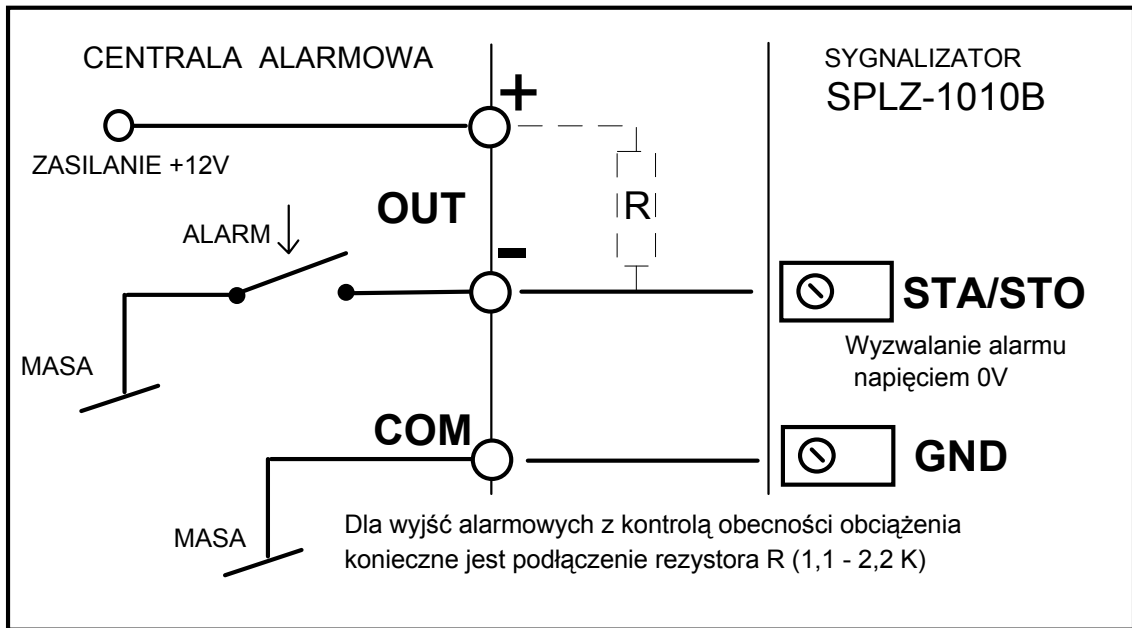 CENTRALA ALARMOWA
SYGNALIZATOR
SPLZ-1010B
+
ZASILANIE +12V
R
OUT
ALARM
-
STA/STO
Wyzwalanie alarmu
napięciem 0V
MASA
COM
GND
MASA
Dla wyjść alarmowych z kontrolą obecności obciążenia
konieczne jest podłączenie rezystora R (1,1 - 2,2 K)